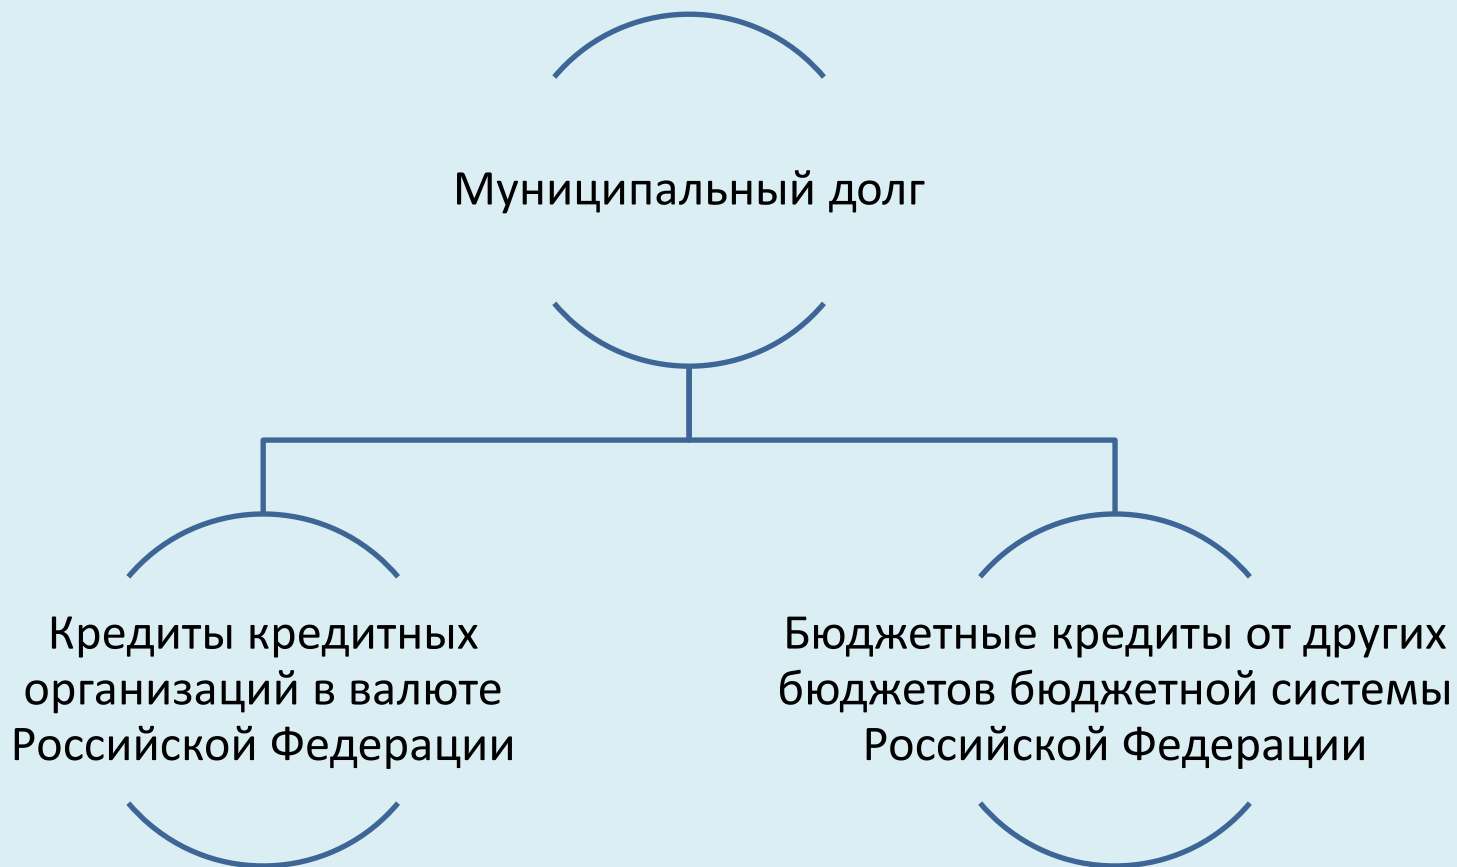 Муниципальный долг
Кредиты кредитных
организаций в валюте
Российской Федерации
Бюджетные кредиты от других
бюджетов бюджетной системы
Российской Федерации